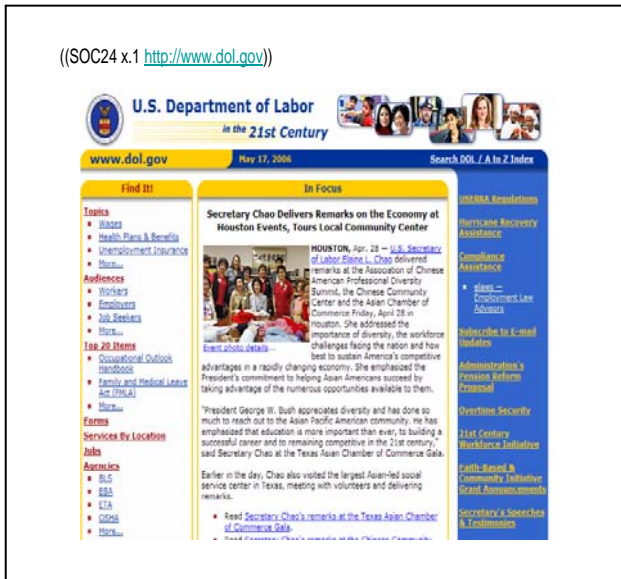 ((SOC24 x.1 http://www.dol.gov))
U.S. Department of Labor
in the 21st Century
www.dol.gov
May 17, 2006
Search DOL / A to Z Index
Find It!
Topics
Wages
Health Plans & Benefits
Unemployment Insurance
More...
Audiences
Workers
Employers
Job Seekers
More...
Top 20 Items
Occupational Outlook
Handbook
Family and Medical Leave
Act (FMLA)
More...
Forms
Services By Location
Jobs
Agencies
BLS
EBSA
ETA
OSHA
More...
In Focus
Secretary Chao Delivers Remarks on the Economy at
Houston Events, Tours Local Community Center
HOUSTON, Apr. 28 — U.S. Secretary
of Labor Elaine L. Chao delivered
remarks at the Association of Chinese
American Professional Diversity
Summit, the Chinese Community
Center and the Asian Chamber of
Commerce Friday, April 28 in
Houston. She addressed the
importance of diversity, the workforce
challenges facing the nation and how
best to sustain America's competitive
Event photo details...
advantages in a rapidly changing economy. She emphasized the
President's commitment to helping Asian Americans succeed by
taking advantage of the numerous opportunities available to them.
"President George W. Bush appreciates diversity and has done so
much to reach out to the Asian Pacific American community. He has
emphasized that education is more important than ever, to building a
successful career and to remaining competitive in the 21st century,"
said Secretary Chao at the Texas Asian Chamber of Commerce Gala.
Earlier in the day, Chao also visited the largest Asian-led social
service center in Texas, meeting with volunteers and delivering
remarks.
Read Secretary Chao's remarks at the Texas Asian Chamber
of Commerce Gala.
Read Secretary Chao's remarks at the Chinese Community
USERRA Regulations
Hurricane Recovery
Assistance
Compliance
Assistance
elaws —
Employment Law
Advisors
Subscribe to E-mail
Updates
Administration's
Pension Reform
Proposal
Overtime Security
21st Century
Workforce Initiative
Faith-Based &
Community Initiative
Grant Announcements
Secretary's Speeches
& Testimonies